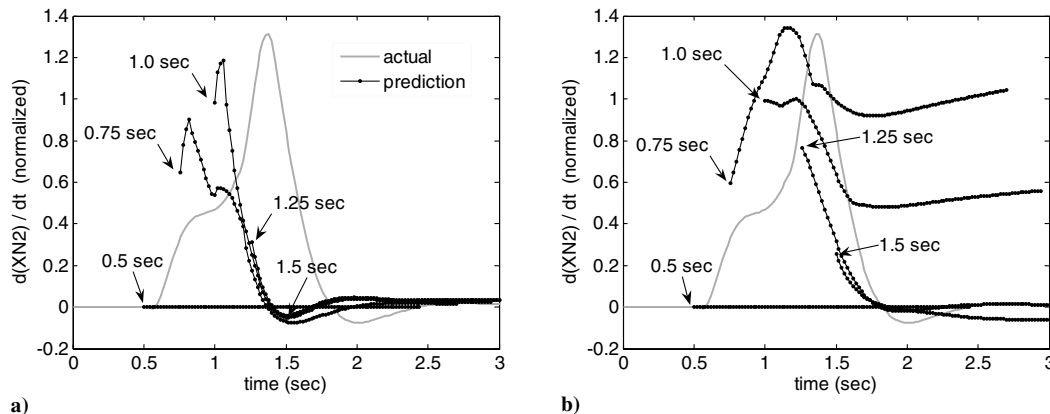 1.4
1.2
1
0.8
0.6
0.4
0.2
0
-0.2
d(XN2) / dt (normalized)
0
0.5
1
1.5
2
2.5
3
time (sec)
actual
prediction
1.0 sec
0.75 sec
1.25 sec
0.5 sec
1.5 sec
a)
1.4
1.2
1
0.8
0.6
0.4
0.2
0
-0.2
d(XN2) / dt (normalized)
0
0.5
1
1.5
2
2.5
3
time (sec)
1.0 sec
0.75 sec
1.25 sec
1.5 sec
0.5 sec
b)